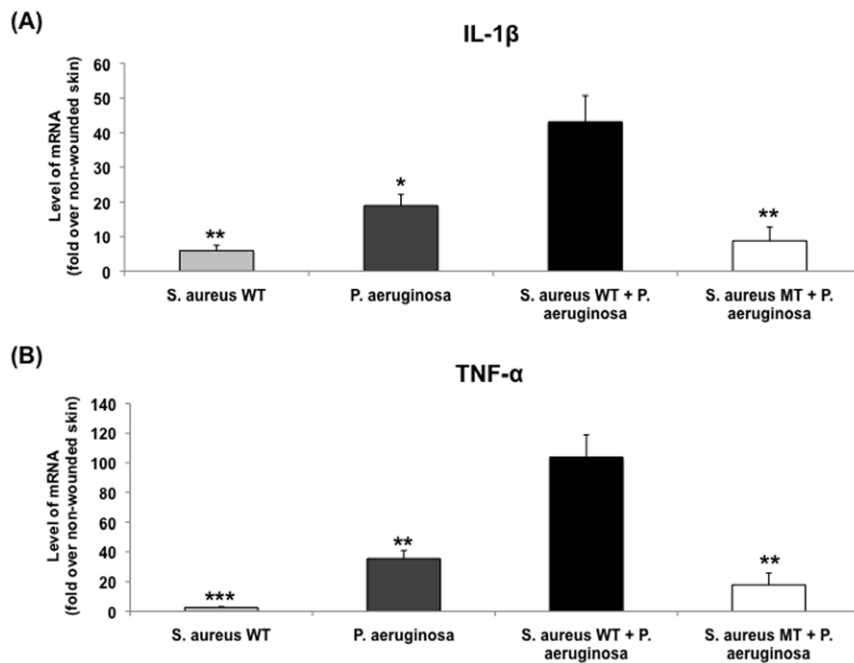 (A)
IL-1β
Level of mRNA
(fold over non-wounded skin)
60
50
40
30
20
10
0
**
*
**
S. aureus WT
P. aeruginosa
S. aureus WT + P.
aeruginosa
S. aureus MT + P.
aeruginosa
(B)
TNF-α
Level of mRNA
(fold over non-wounded skin)
140
120
100
80
60
40
20
0
***
**
**
S. aureus WT
P. aeruginosa
S. aureus WT + P.
aeruginosa
S. aureus MT + P.
aeruginosa